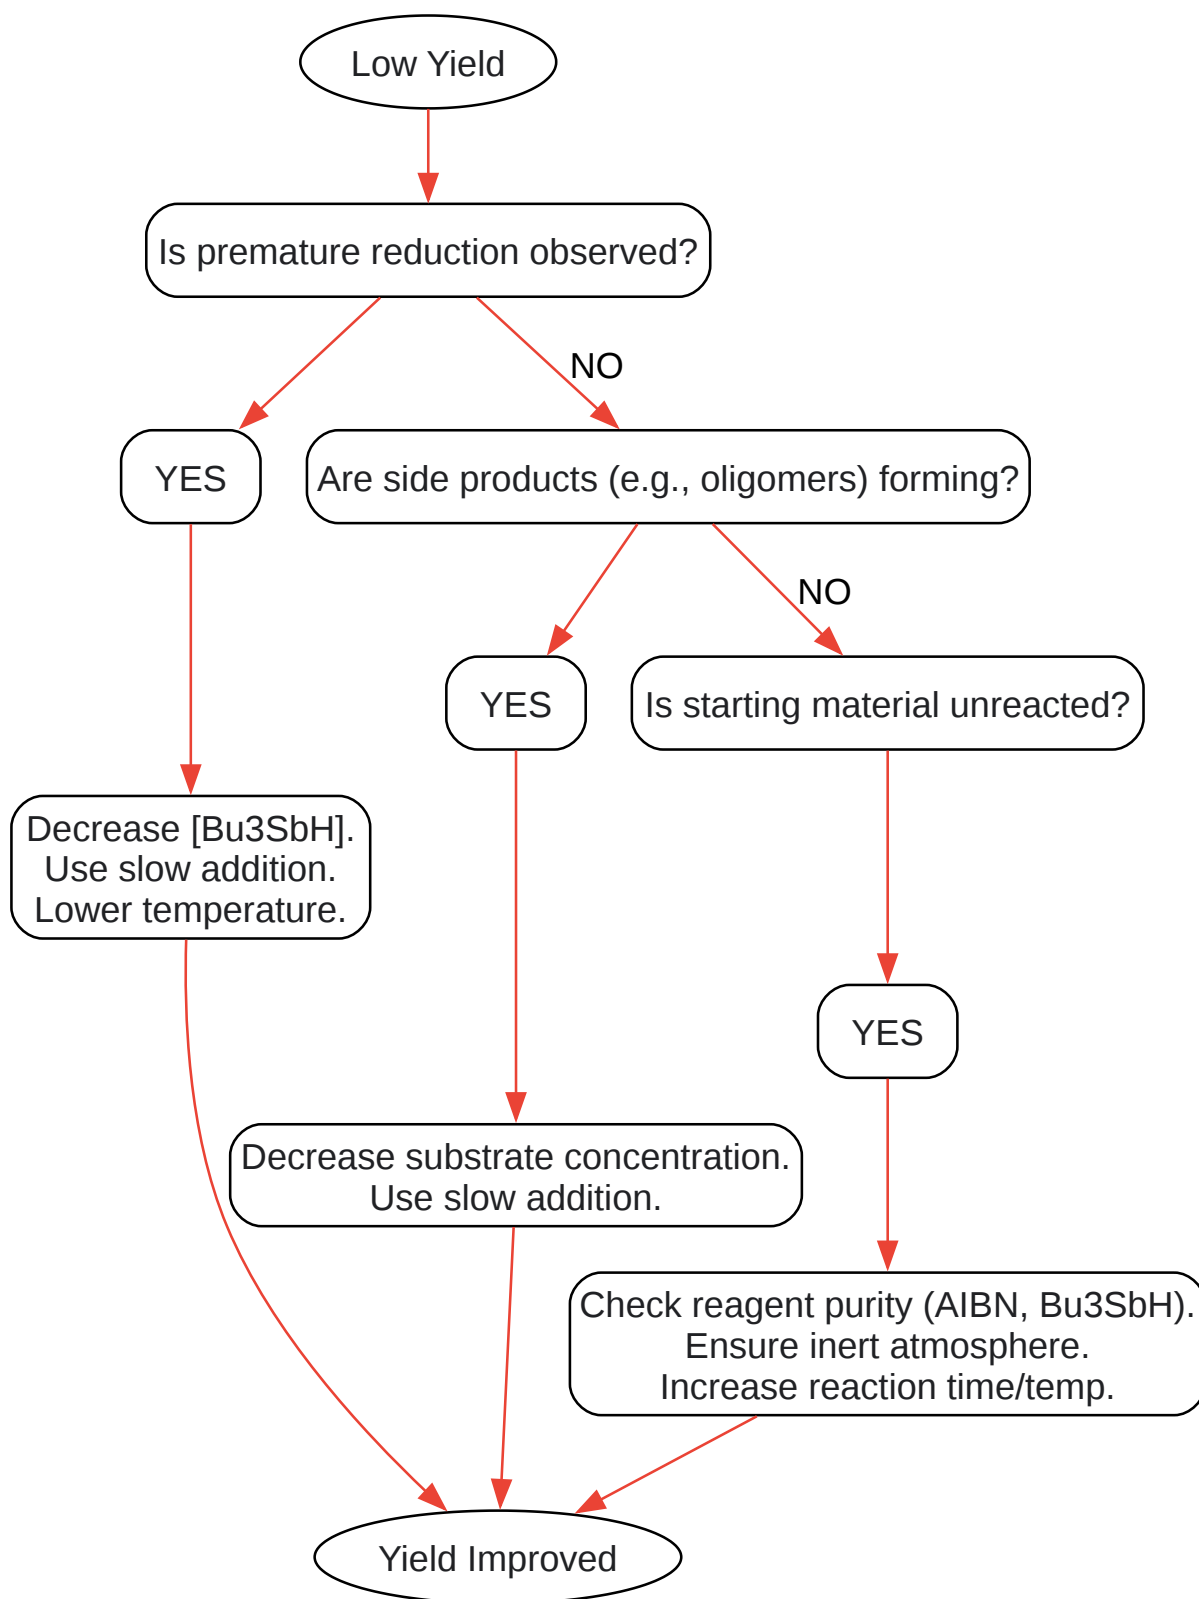 Low Yield
Is premature reduction observed?
NO
YES
Are side products (e.g., oligomers) forming?
NO
YES
Is starting material unreacted?
Decrease [Bu3SbH].
Use slow addition.
Lower temperature.
YES
Decrease substrate concentration.
Use slow addition.
Check reagent purity (AIBN, Bu3SbH).
Ensure inert atmosphere.
Increase reaction time/temp.
Yield Improved